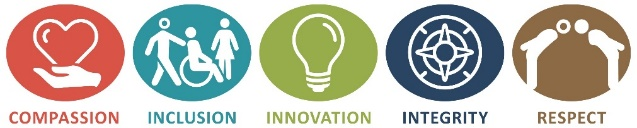 COMPASSION INCLUSION INNOVATION INTEGRITY RESPECT